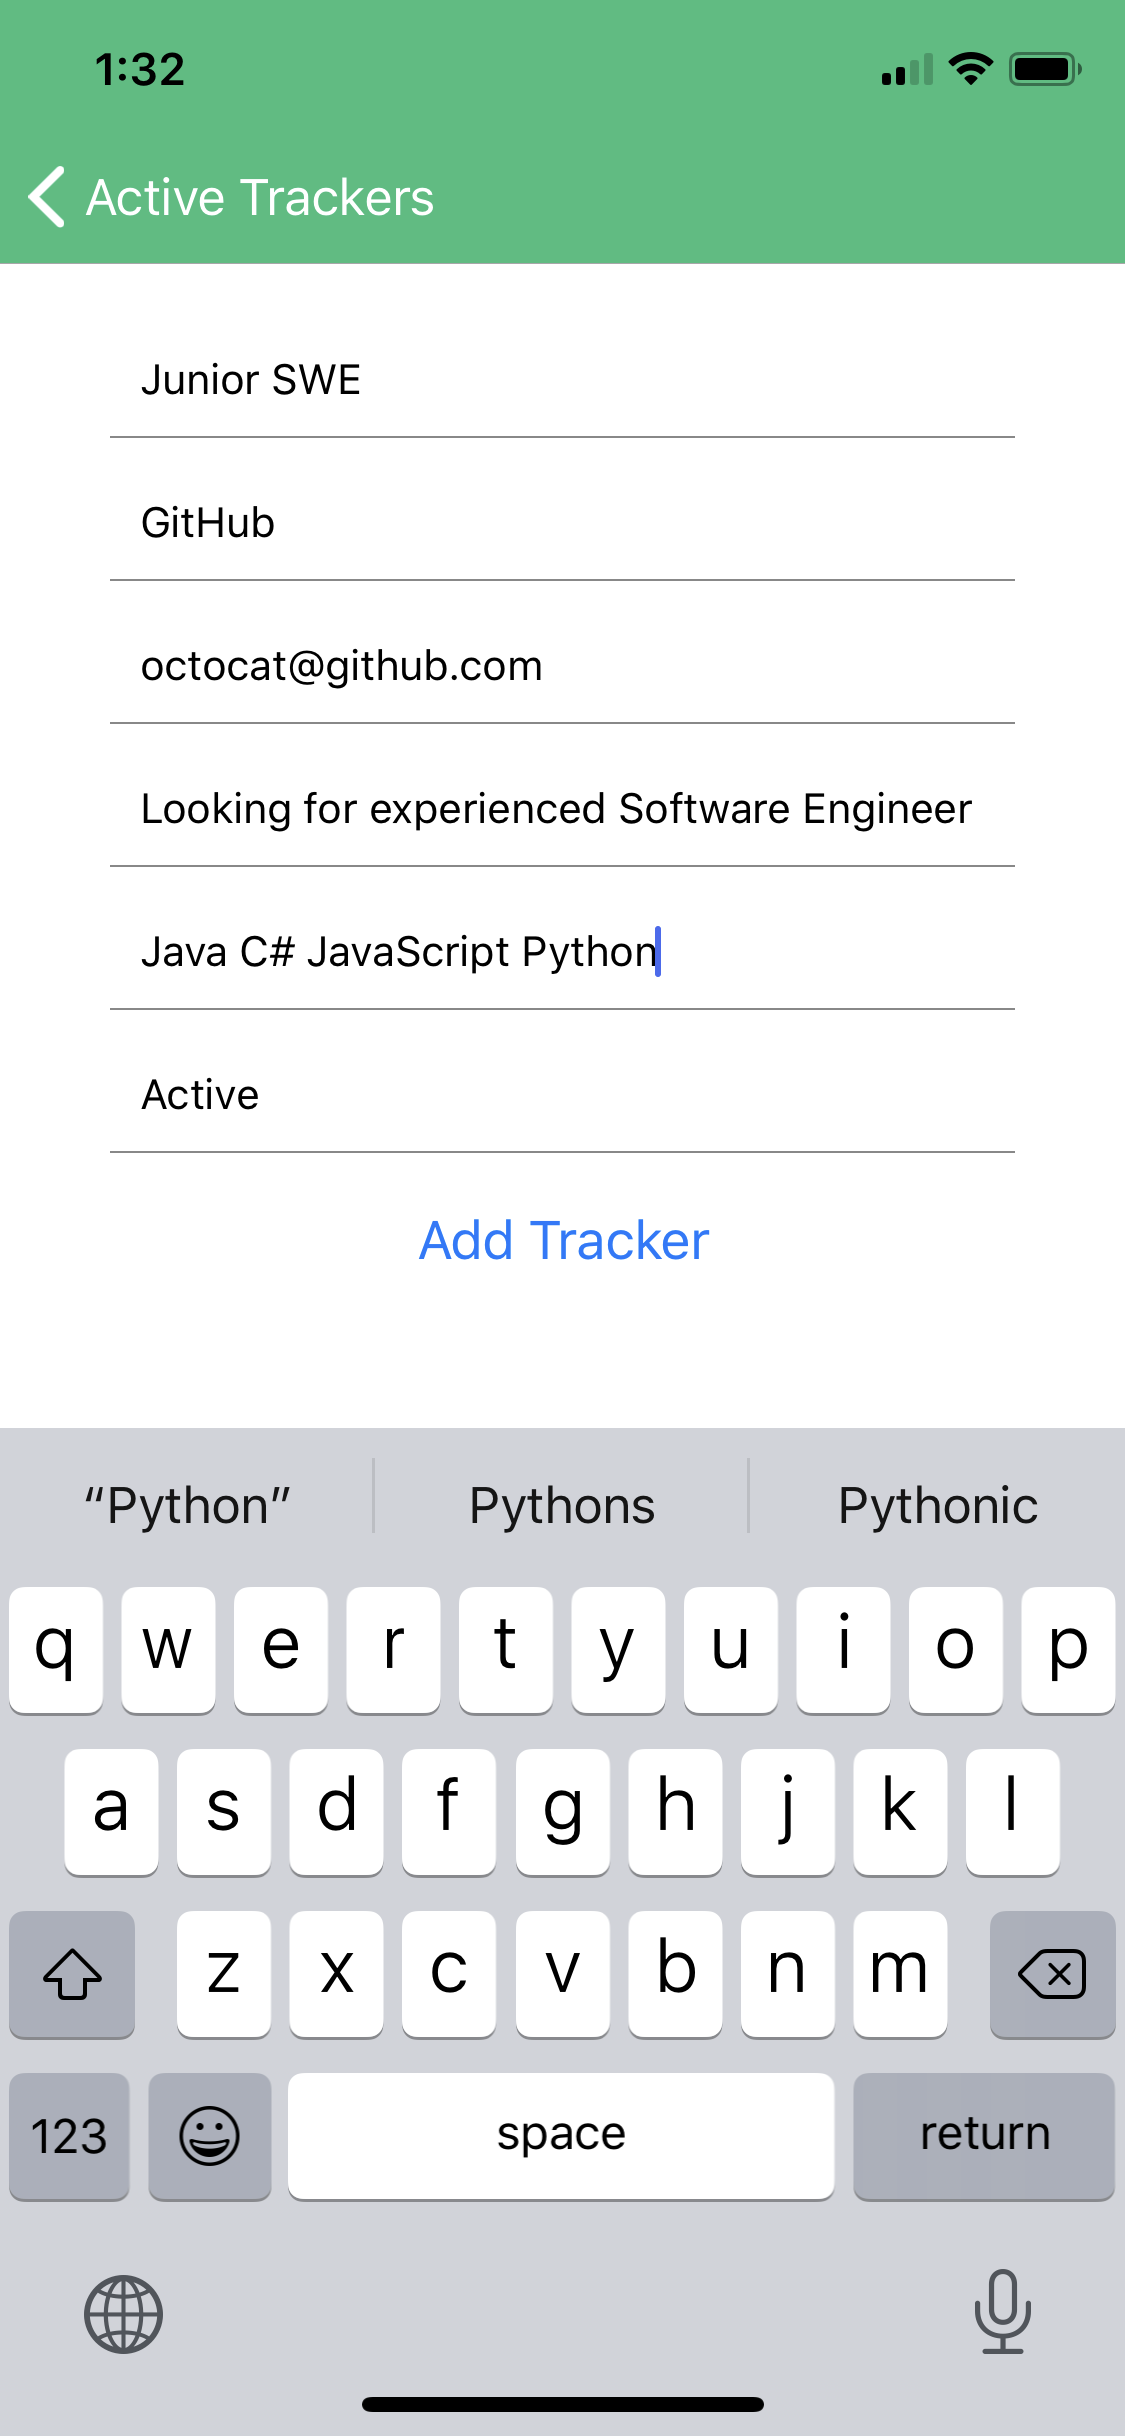 1:32
Active Trackers
Junior SWE
GitHub
octocat@github.com
Looking for experienced Software Engineer
Java C# JavaScript Python
Active
Add Tracker
“Python” Pythons Pythonic
q w e r t y u i o p
a s d f g h j k l
z x c v b n m
123 space return